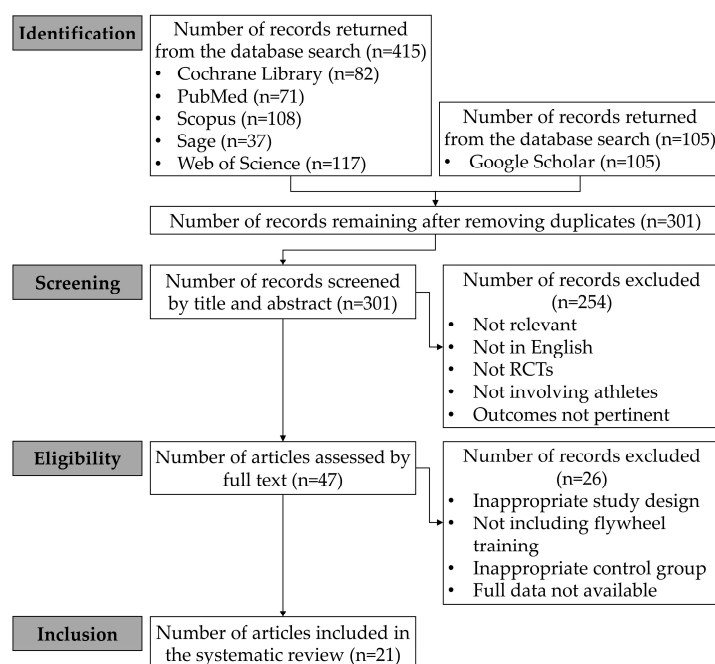 Identification
Number of records returned
from the database search (n=415)
• Cochrane Library (n=82)
• PubMed (n=71)
• Scopus (n=108)
• Sage (n=37)
• Web of Science (n=117)
Number of records returned
from the database search (n=105)
• Google Scholar (n=105)
Number of records remaining after removing duplicates (n=301)
Screening
Number of records screened
by title and abstract (n=301)
Number of records excluded
(n=254)
• Not relevant
• Not in English
• Not RCTs
• Not involving athletes
• Outcomes not pertinent
Eligibility
Number of articles assessed by
full text (n=47)
Number of records excluded
(n=26)
• Inappropriate study design
• Not including flywheel
training
• Inappropriate control group
• Full data not available
Inclusion
Number of articles included in
the systematic review (n=21)